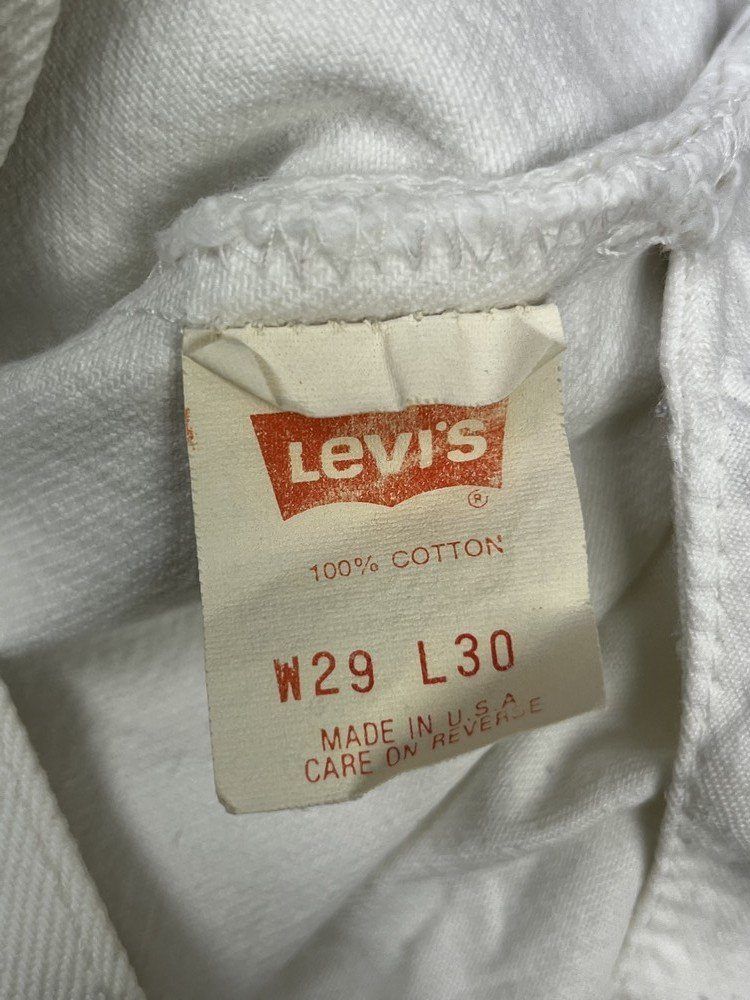 Levi's
®
100% COTTON
W29 L30
MADE IN U.S.A
CARE ON REVERSE